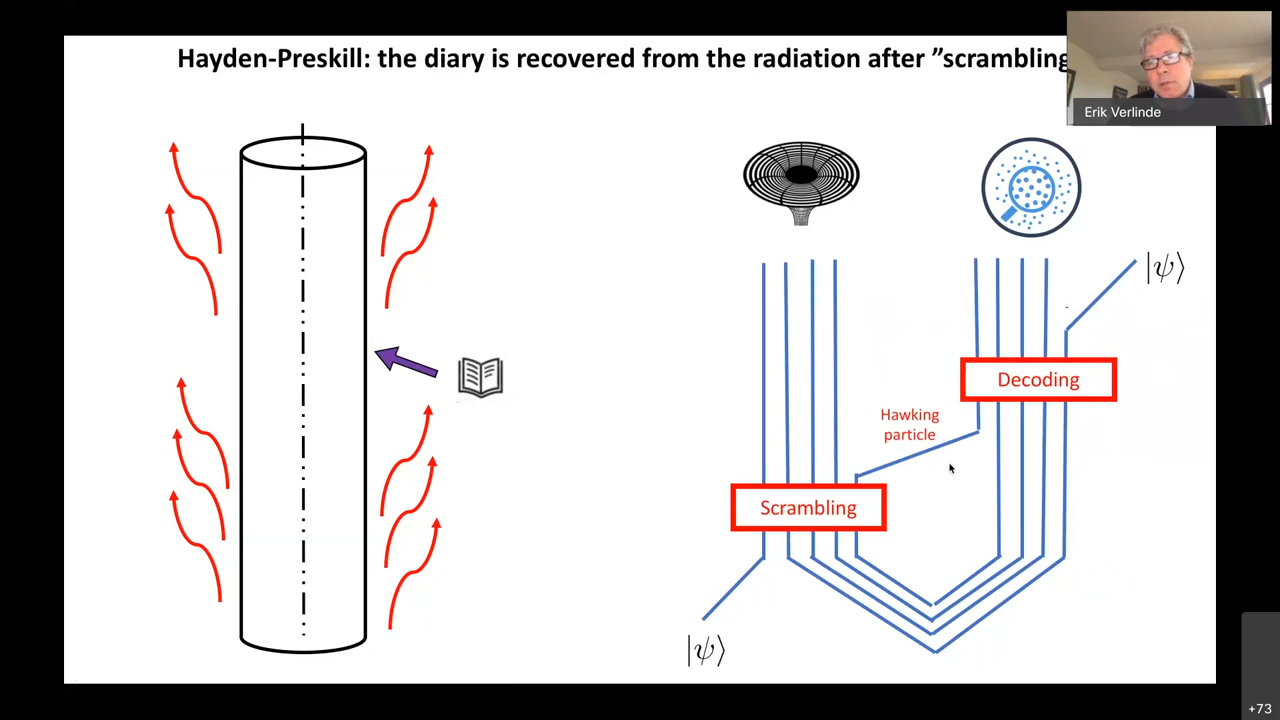 Hayden-Preskill: the diary is recovered from the radiation after ”scrambling
Erik Verlinde
|ψ⟩
Decoding
Hawking
particle
Scrambling
|ψ⟩
+73